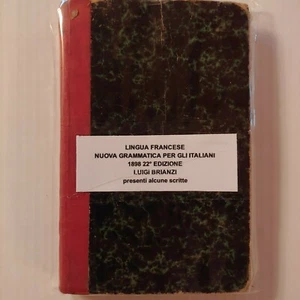 LINGUA FRANCESE
NUOVA GRAMMATICA PER GLI ITALIANI
1898 22° EDIZIONE
LUIGI BRIANZI
presenti alcune scritte